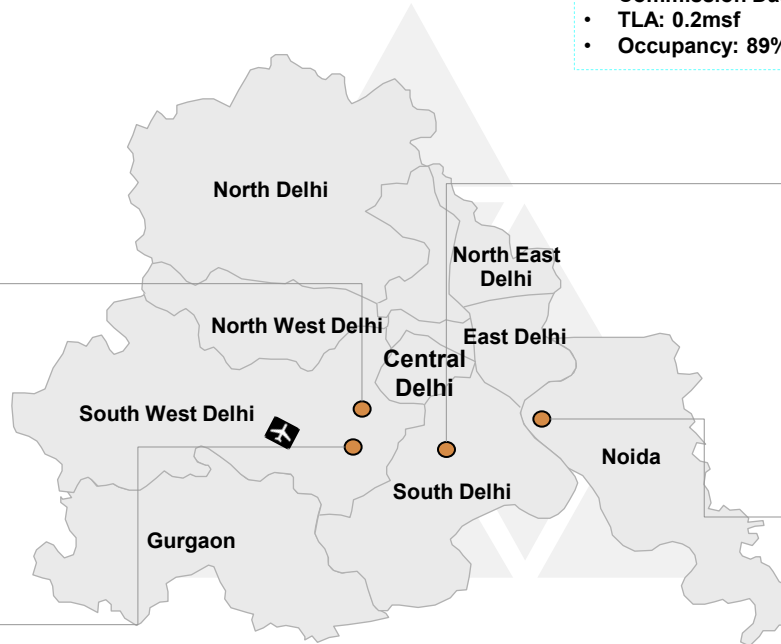 • TLA: 0.2msf
• Occupancy: 89%
North Delhi
North East
Delhi
North West Delhi
East Delhi
Central
Delhi
South West Delhi
Noida
South Delhi
Gurgaon